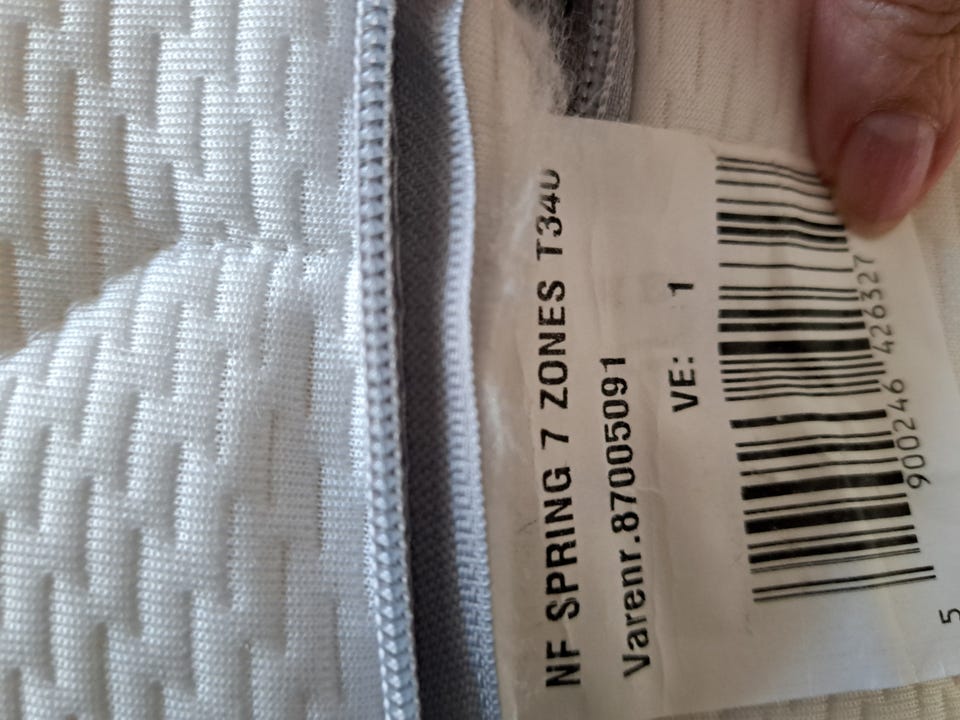 NF SPRING 7 ZONES T340
Varenr.87005091
VE: 1
5 900246 426327